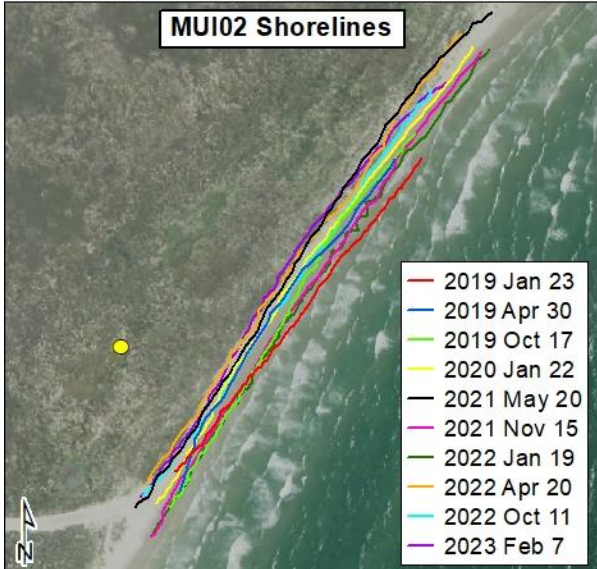 MUI02 Shorelines
2019 Jan 23
2019 Apr 30
2019 Oct 17
2020 Jan 22
2021 May 20
2021 Nov 15
2022 Jan 19
2022 Apr 20
2022 Oct 11
2023 Feb 7
N